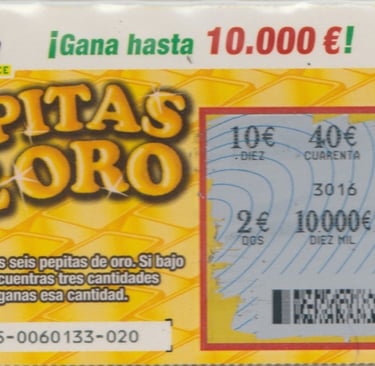 ¡Gana hasta 10.000 €!
PITAS
ORO
s seis pepitas de oro. Si bajo
cuentras tres cantidades
ganas esa cantidad.
-0060133-020
10€ 40€
DIEZ CUARENTA
3016
2€ 10000€
DOS DIEZ MIL